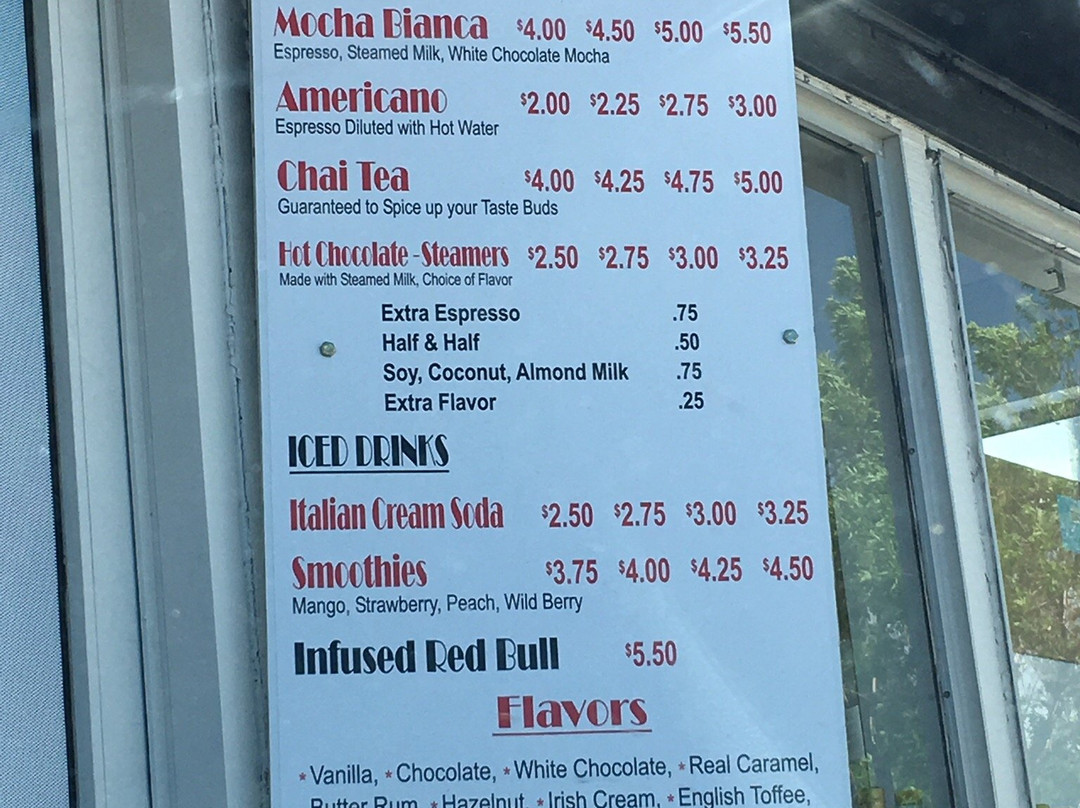 Mocha Bianca $4.00 $4.50 $5.00 $5.50
Espresso, Steamed Milk, White Chocolate Mocha
Americano $2.00 $2.25 $2.75 $3.00
Espresso Diluted with Hot Water
Chai Tea $4.00 $4.25 $4.75 $5.00
Guaranteed to Spice up your Taste Buds
Hot Chocolate - Steamers $2.50 $2.75 $3.00 $3.25
Made with Steamed Milk, Choice of Flavor
Extra Espresso .75
Half & Half .50
Soy, Coconut, Almond Milk .75
Extra Flavor .25
ICED DRINKS
Italian Cream Soda $2.50 $2.75 $3.00 $3.25
Smoothies $3.75 $4.00 $4.25 $4.50
Mango, Strawberry, Peach, Wild Berry
Infused Red Bull $5.50
Flavors
* Vanilla, * Chocolate, * White Chocolate, * Real Caramel,
Butter Rum, * Hazelnut, * Irish Cream, * English Toffee,